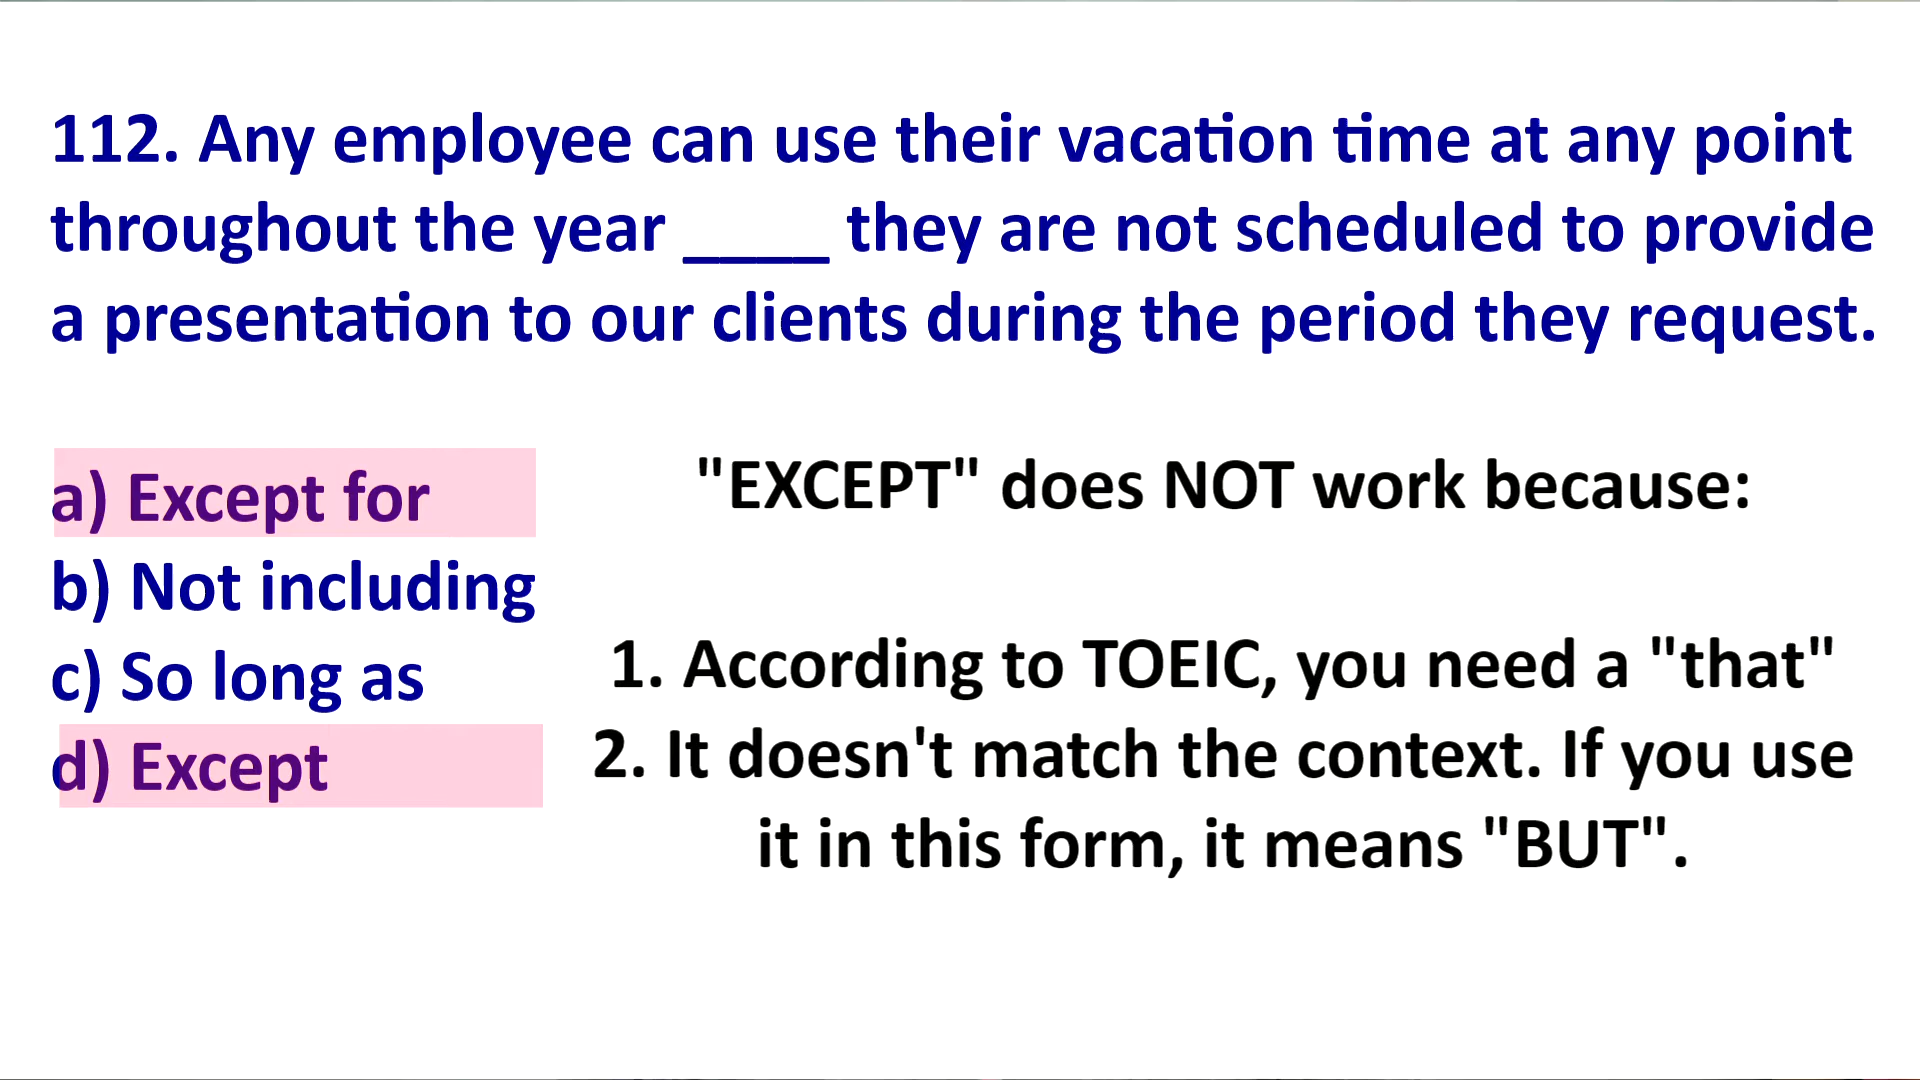 112. Any employee can use their vacation time at any point
throughout the year ____ they are not scheduled to provide
a presentation to our clients during the period they request.
a) Except for
b) Not including
c) So long as
d) Except
"EXCEPT" does NOT work because:
1. According to TOEIC, you need a "that"
2. It doesn't match the context. If you use
it in this form, it means "BUT".